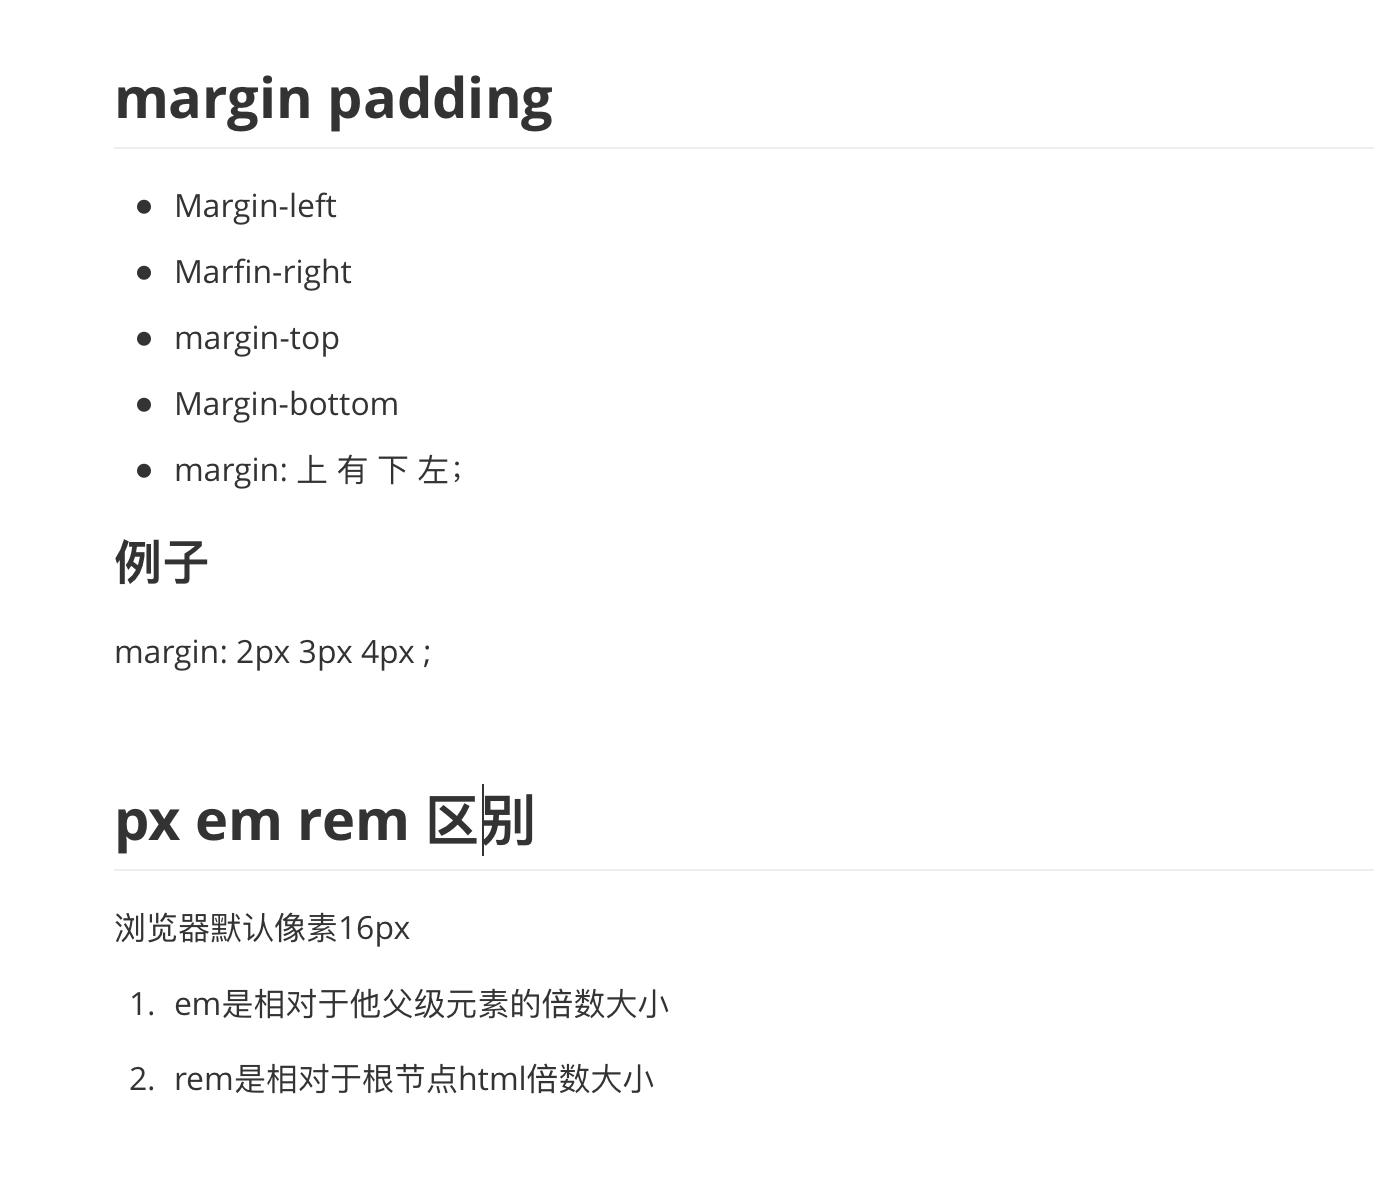 margin padding
Margin-left
Marfin-right
margin-top
Margin-bottom
margin: 上 有 下 左；
例子
margin: 2px 3px 4px ;
px em rem 区别
浏览器默认像素16px
1. em是相对于他父级元素的倍数大小
2. rem是相对于根节点html倍数大小